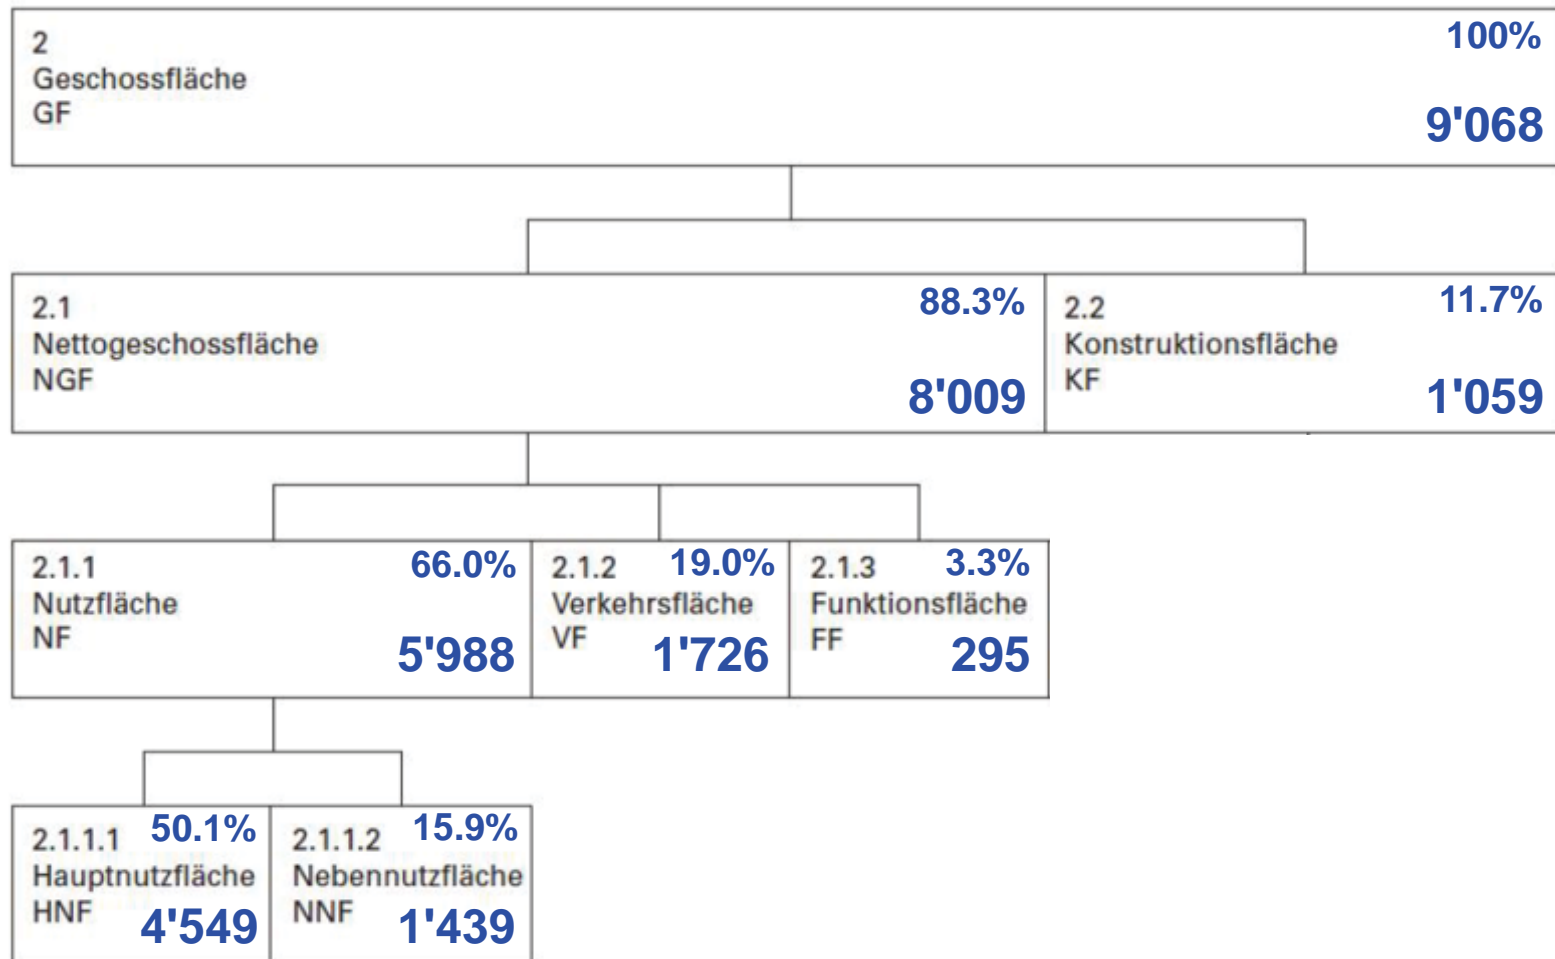 2
100%
Geschossfläche
GF
9'068
2.1
88.3%
Nettogeschossfläche
NGF
8'009
2.2
11.7%
Konstruktionsfläche
KF
1'059
2.1.1
66.0%
Nutzfläche
NF
5'988
2.1.2
19.0%
Verkehrsfläche
VF
1'726
2.1.3
3.3%
Funktionsfläche
FF
295
2.1.1.1
50.1%
Hauptnutzfläche
HNF
4'549
2.1.1.2
15.9%
Nebennutzfläche
NNF
1'439